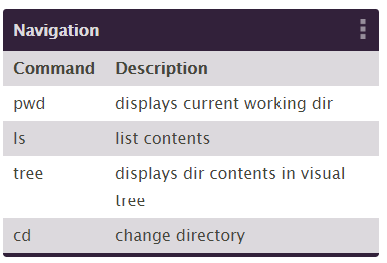 Navigation
Command Description
pwd displays current working dir
ls list contents
tree displays dir contents in visual
tree
cd change directory